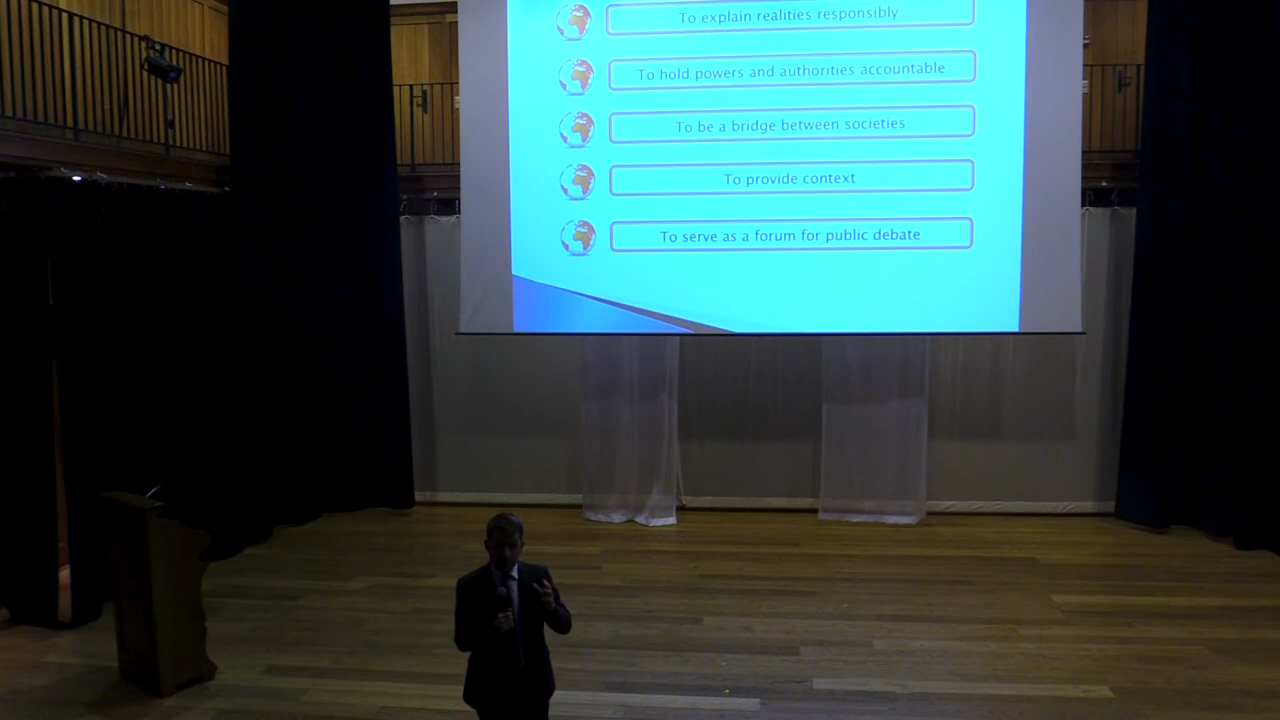 To explain realities responsibly
To hold powers and authorities accountable
To be a bridge between societies
To provide context
To serve as a forum for public debate